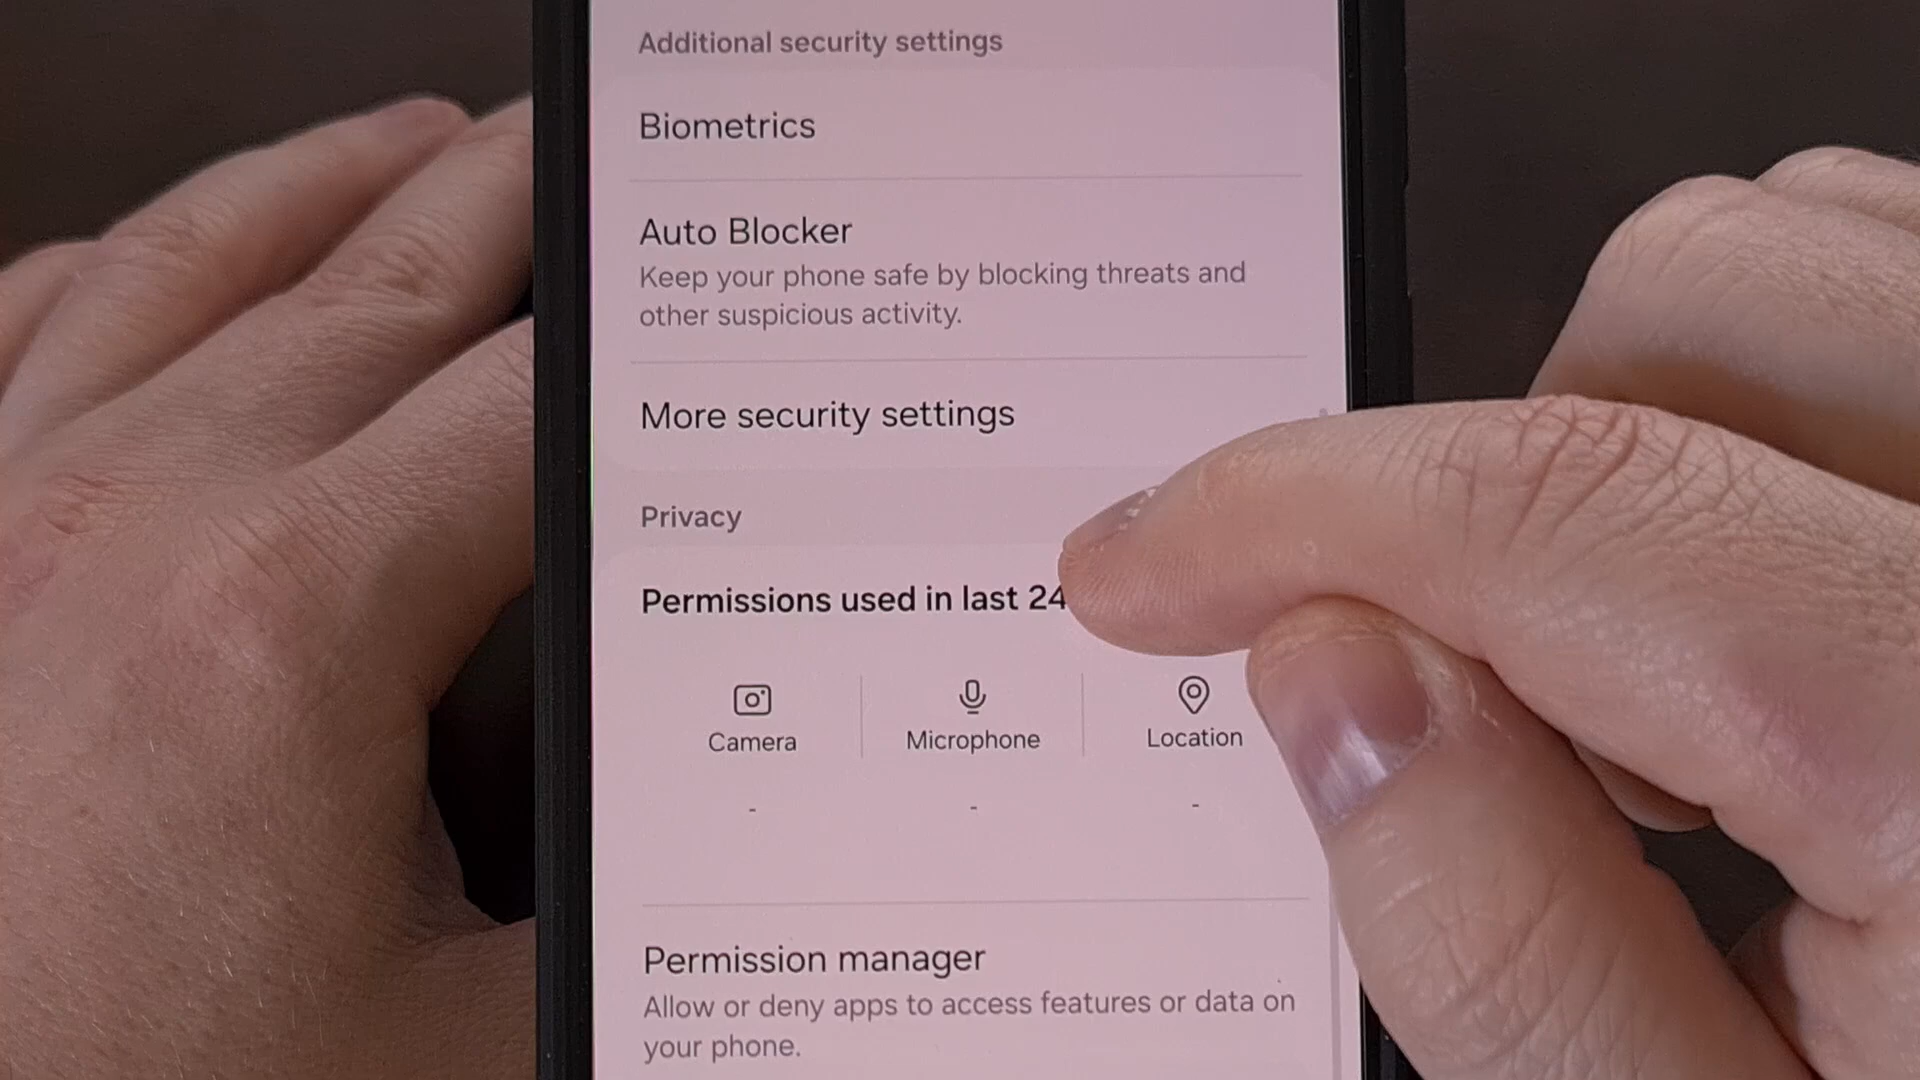 Additional security settings
Biometrics
Auto Blocker
Keep your phone safe by blocking threats and
other suspicious activity.
More security settings
Privacy
Permissions used in last 24
Camera
Microphone
Location
-
-
-
Permission manager
Allow or deny apps to access features or data on
your phone.